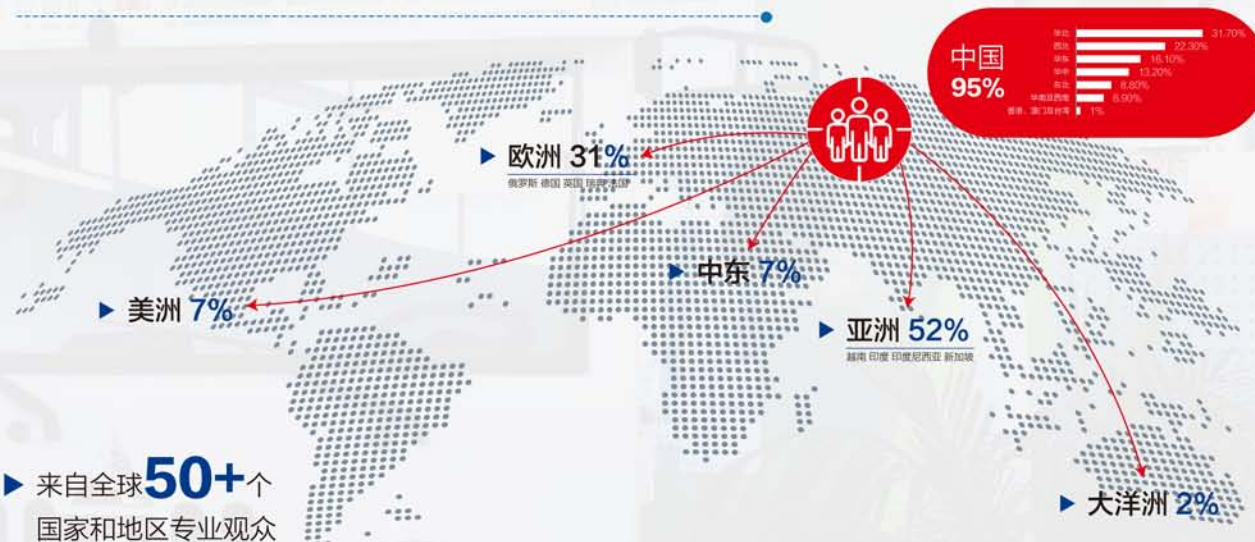 中国
95%
华北 31.70%
西北 22.30%
华东 16.10%
华中 13.20%
东北 8.80%
华南及西南 6.90%
香港、澳门及台湾 1%
▶ 欧洲 31%
俄罗斯 德国 英国 瑞典 法国
▶ 中东 7%
▶ 美洲 7%
▶ 亚洲 52%
越南 印度 印度尼西亚 新加坡
▶ 来自全球50+个
国家和地区专业观众
▶ 大洋洲 2%